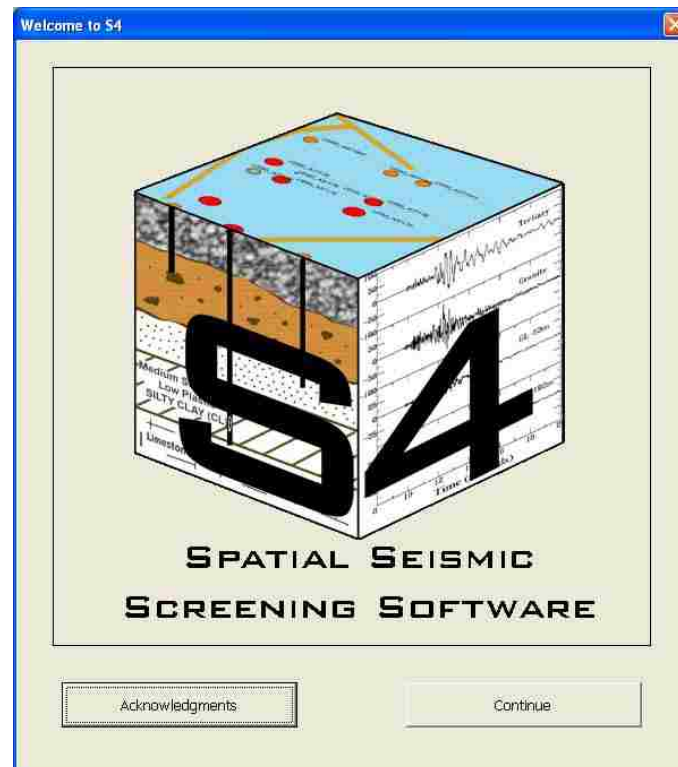 Welcome to S4
Tertiary
Granite
Medium S
Low Plas
SILTY CLAY (CL
Limeston
S4
Time
SPATIAL SEISMIC
SCREENING SOFTWARE
Acknowledgments
Continue